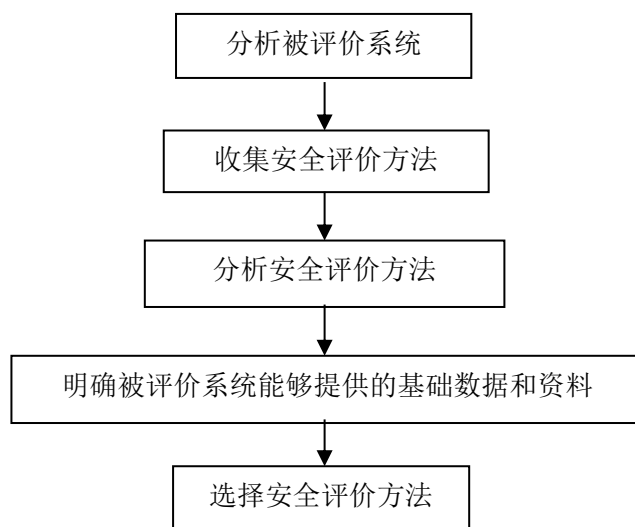 分析被评价系统
收集安全评价方法
分析安全评价方法
明确被评价系统能够提供的基础数据和资料
选择安全评价方法